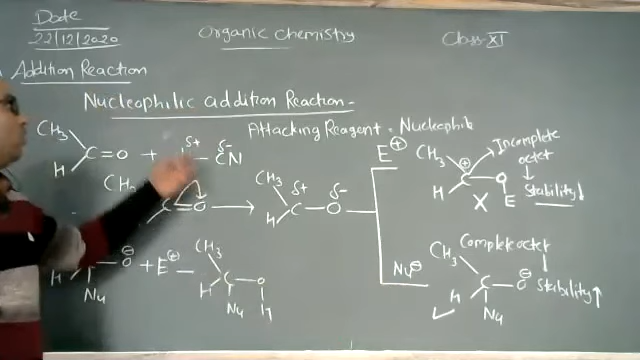 Date
22/12/2020
Organic chemistry
Class-XI
Addition Reaction
Nucleophilic addition Reaction-
Attacking Reagent - Nucleophile
CH3
H C=O + δ+ - δ- CN
CH3
C=O →
CH3 δ+ δ-
H C-O
E⊕
CH3 ⊕
H C-O
E
X
Incomplete
octet
↓
Stability↓
Nu⊖
Complete octet
CH3
H C-O⊖
Nu
Stability↑
H -O⊖ + E⊕ -
Nu
CH3
H C-O
Nu H